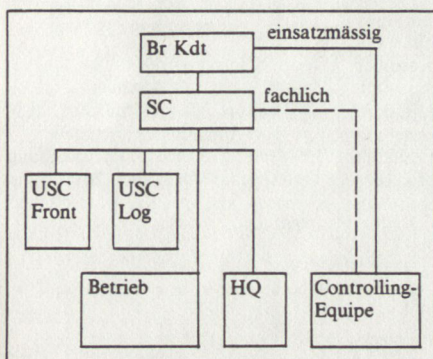 einsatzmässig
Br Kdt
SC
fachlich
USC
Front
USC
Log
Betrieb
HQ
Controlling-
Equipe